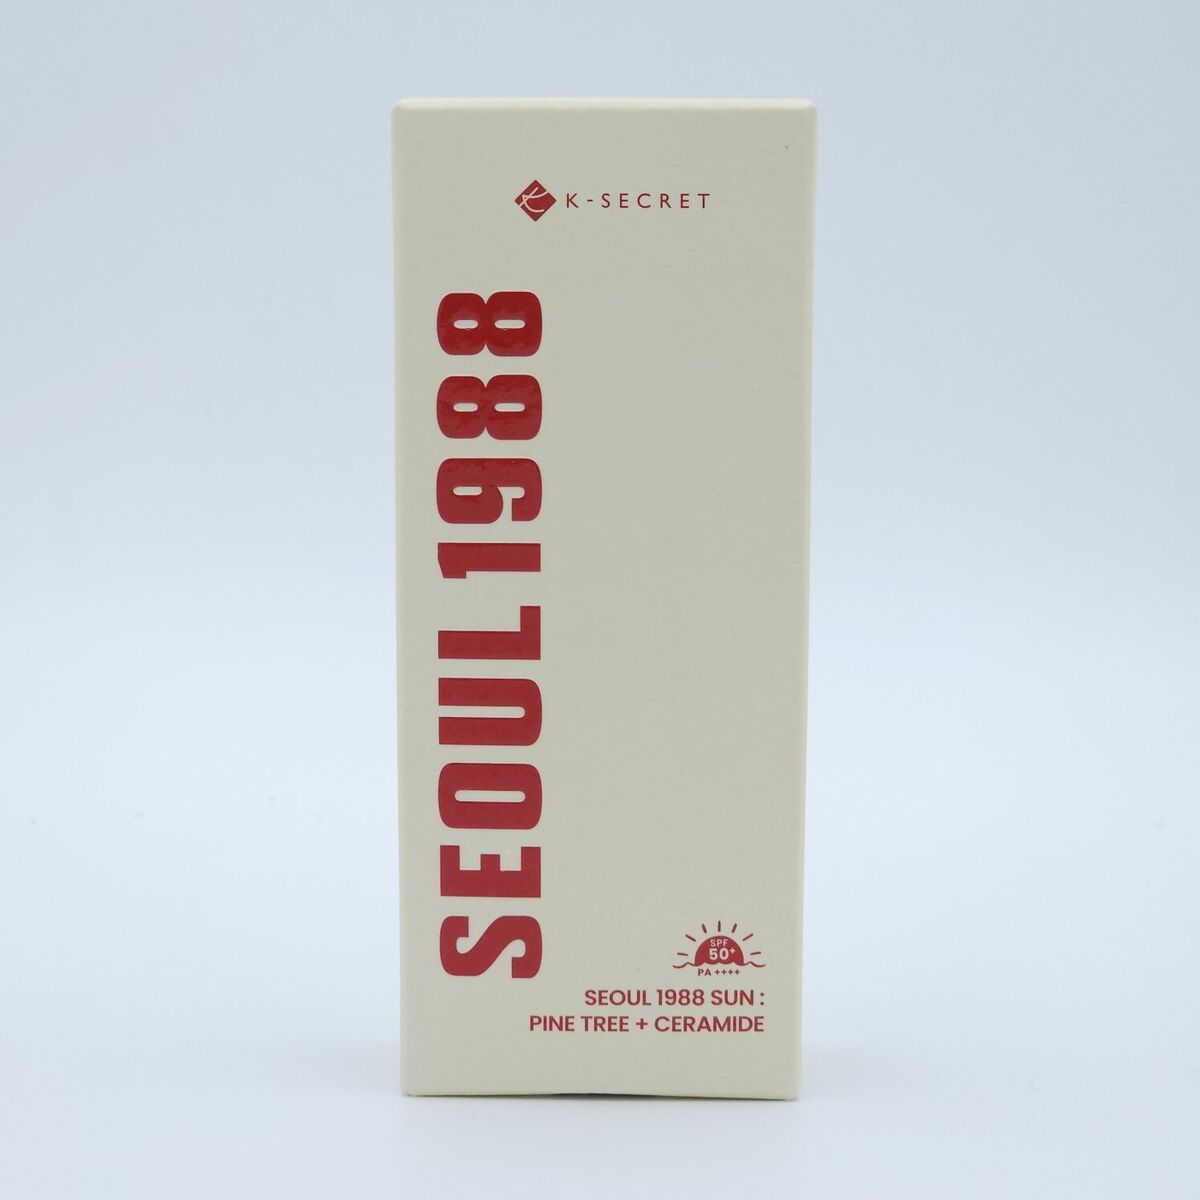 K-SECRET
SEOUL1988
SPF
50+
PA ++++
SEOUL 1988 SUN :
PINE TREE + CERAMIDE